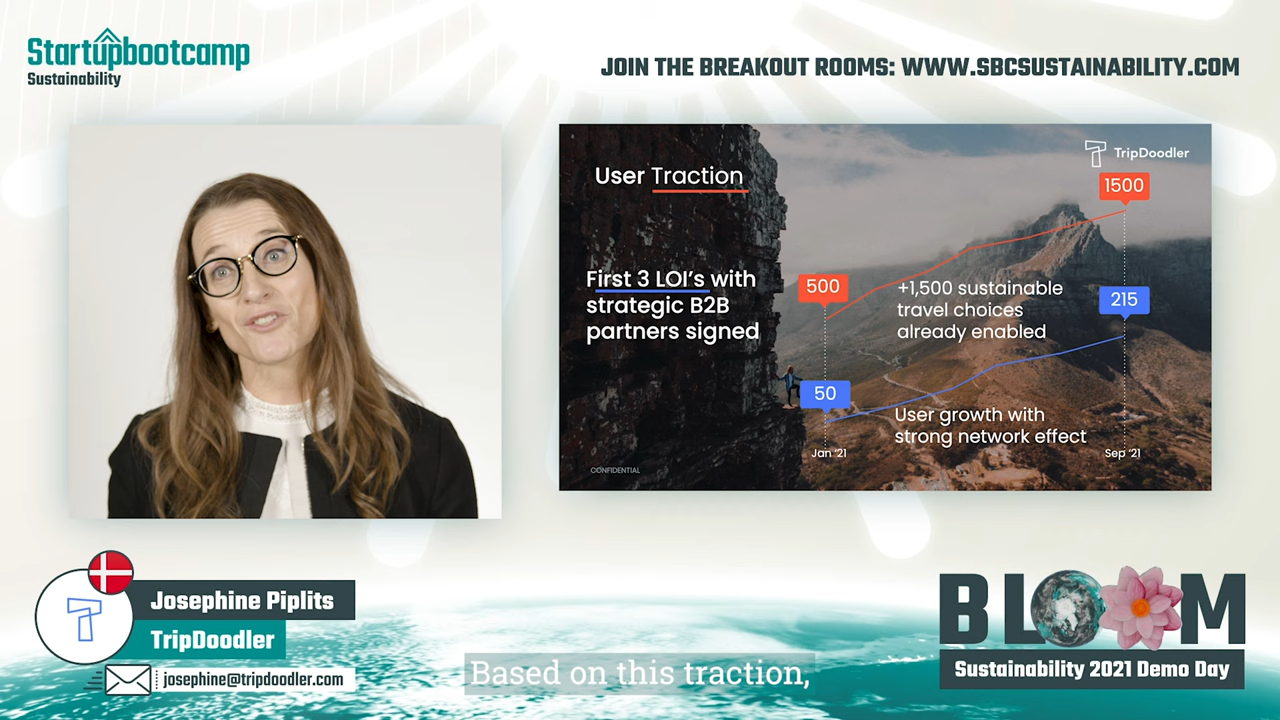 Startupbootcamp
Sustainability
JOIN THE BREAKOUT ROOMS: WWW.SBCSUSTAINABILITY.COM
User Traction
First 3 LOI's with
strategic B2B
partners signed
CONFIDENTIAL
TripDoodler
1500
500
+1,500 sustainable
travel choices
already enabled
215
50
User growth with
strong network effect
Jan '21
Sep '21
Josephine Piplits
TripDoodler
josephine@tripdoodler.com
Based on this traction,
BLOOM
Sustainability 2021 Demo Day